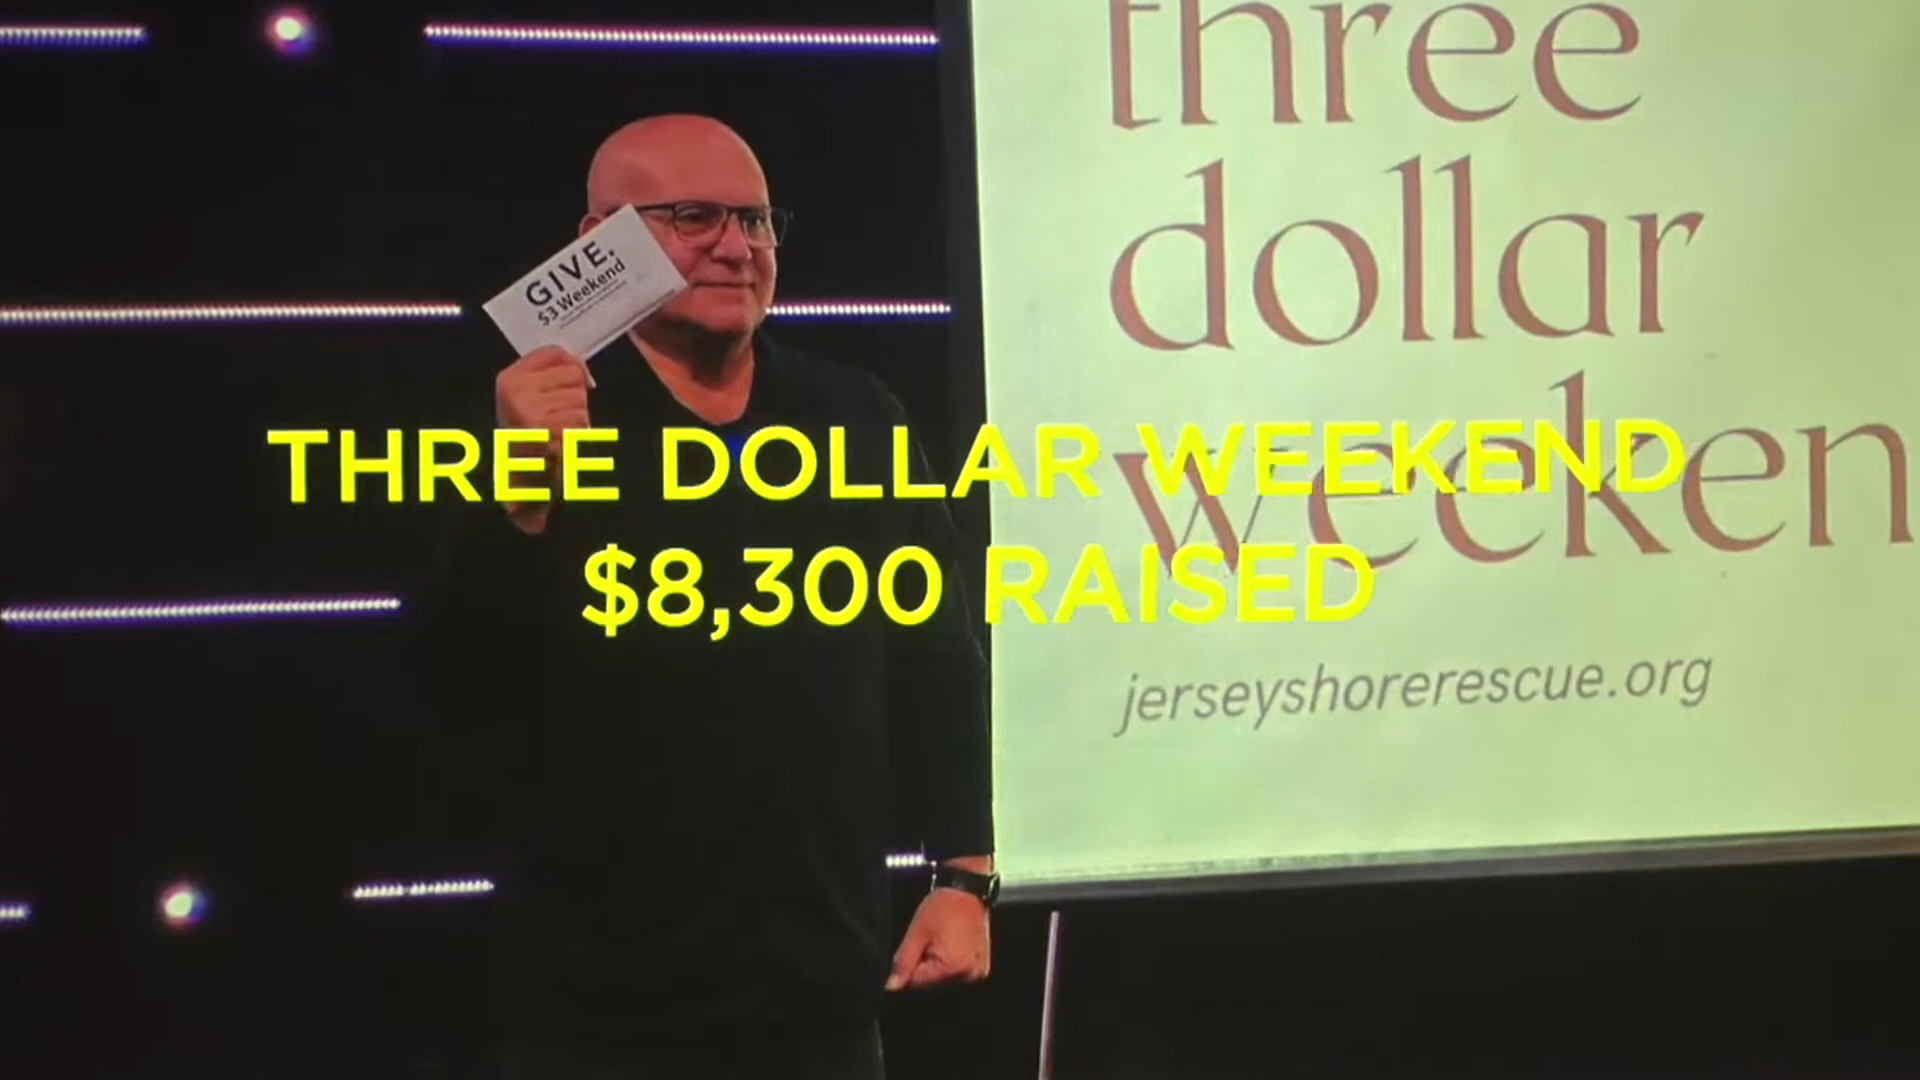 three
dollar
weeken
jerseyshorerescue.org
GIVE.
$3 Weekend
THREE DOLLAR WEEKEND
$8,300 RAISED